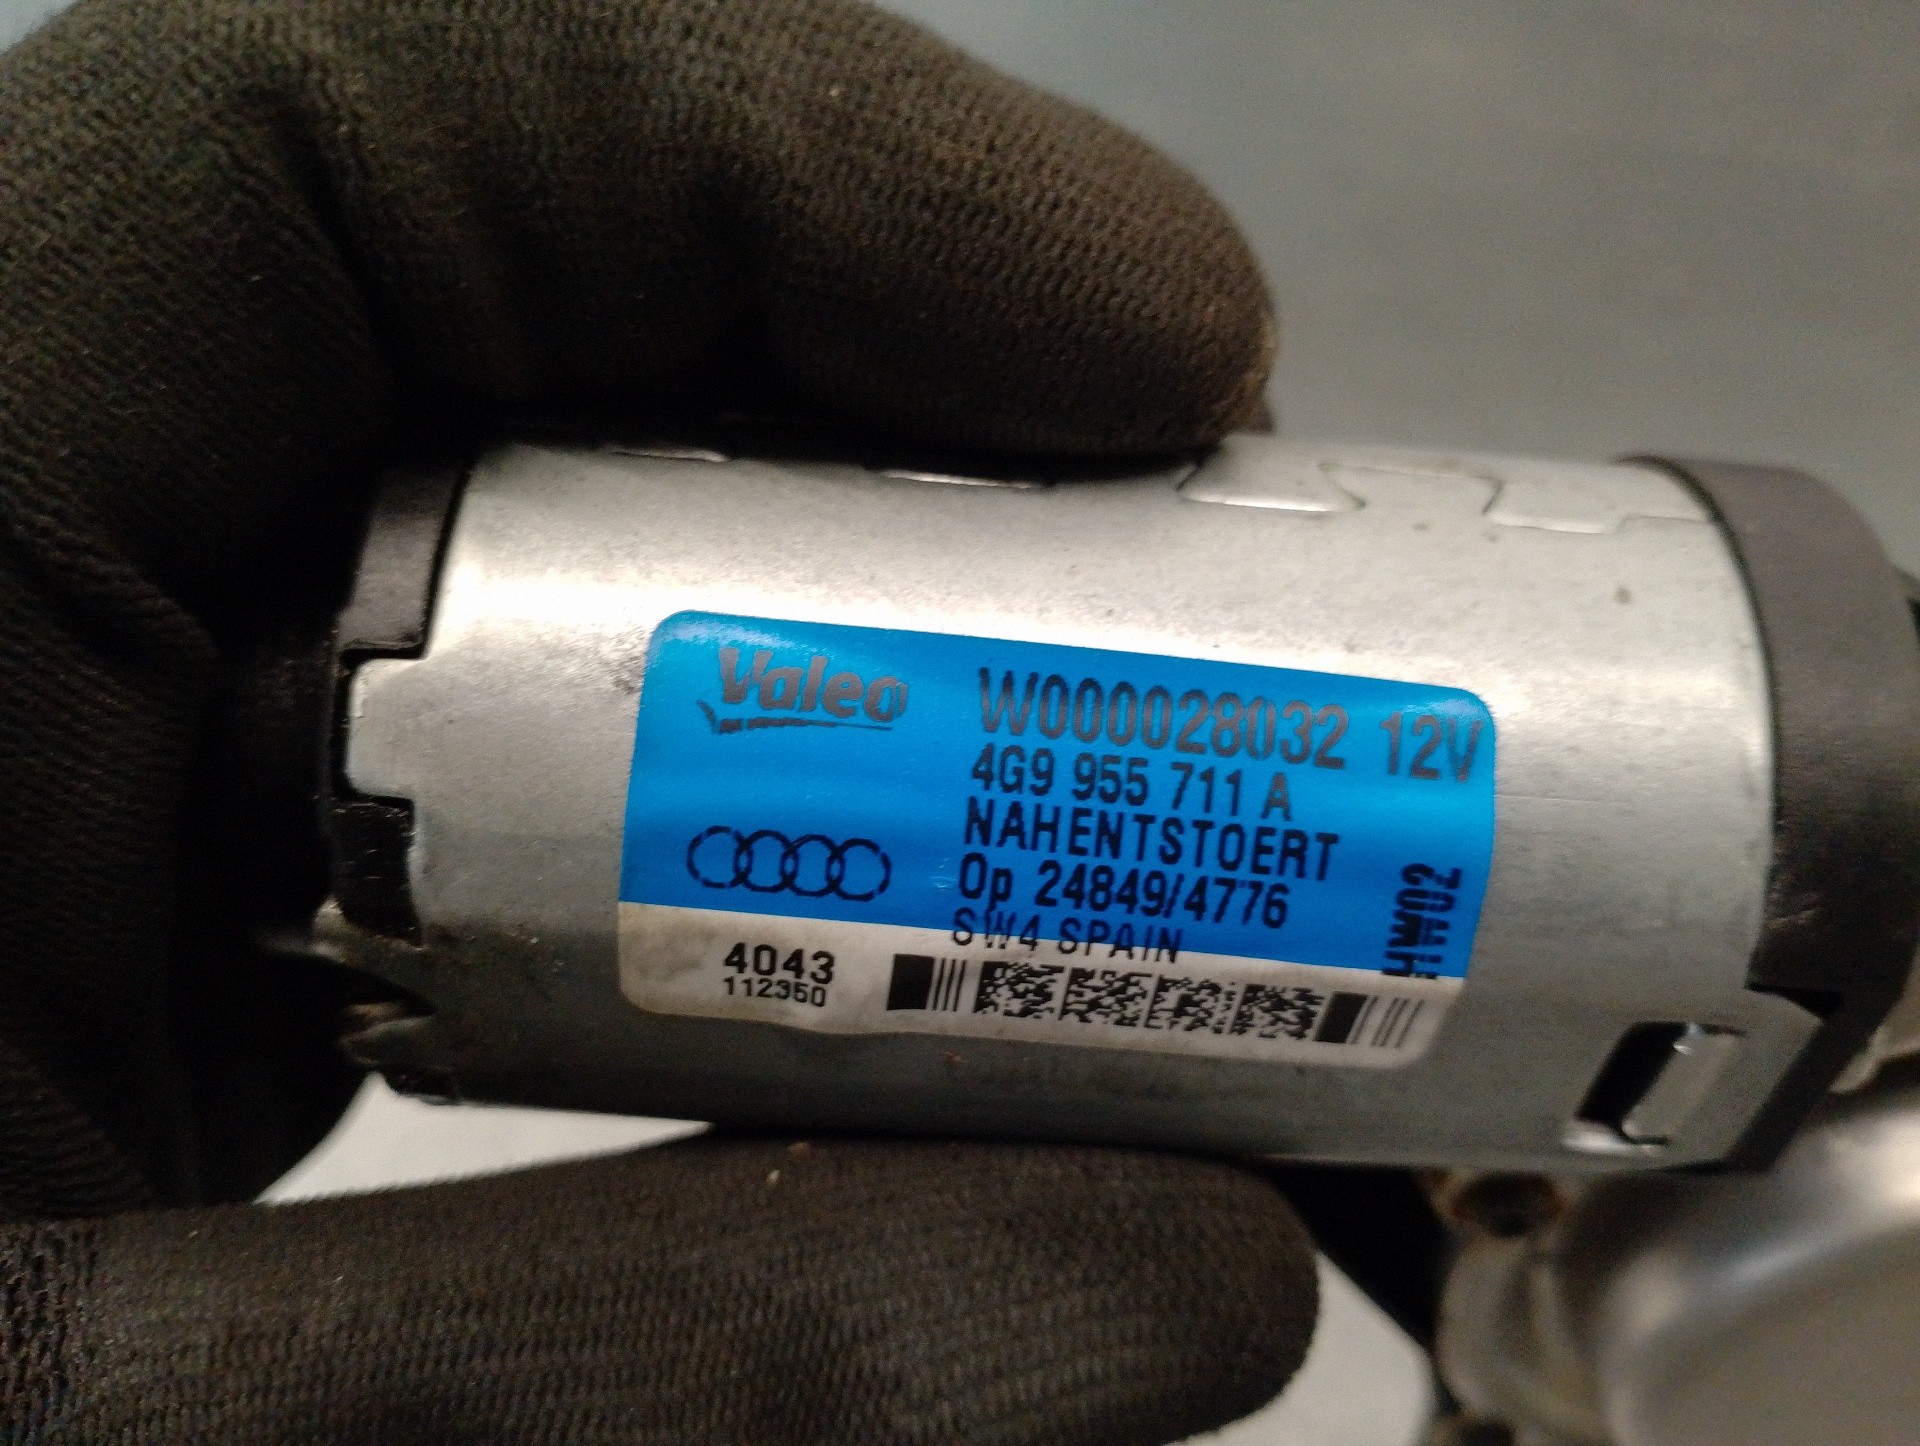 Valeo
W000028032 12V
4G9 955 711 A
NAHENTSTOERT
Op 24849/4776
SW4 SPAIN
HW02
4043
112350